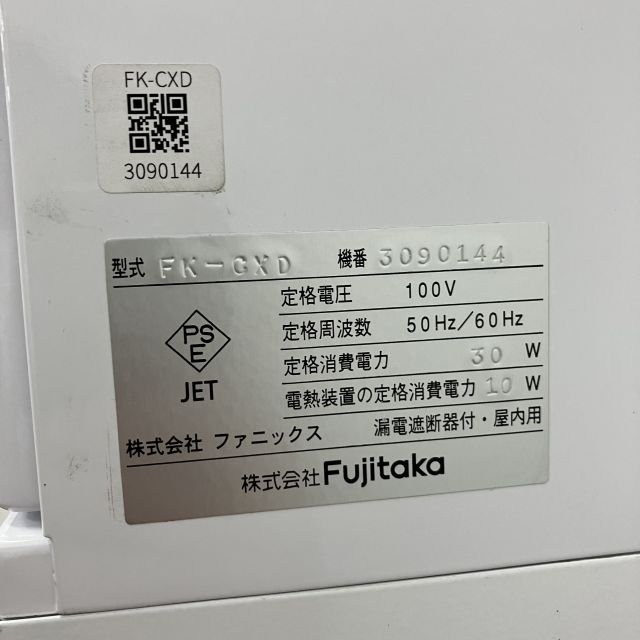 FK-CXD
3090144
型式 FK-CXD 機番 3090144
定格電圧 100V
定格周波数 50Hz/60Hz
定格消費電力 30 W
電熱装置の定格消費電力 10 W
PS
E
JET
株式会社 ファニックス 漏電遮断器付・屋内用
株式会社Fujitaka